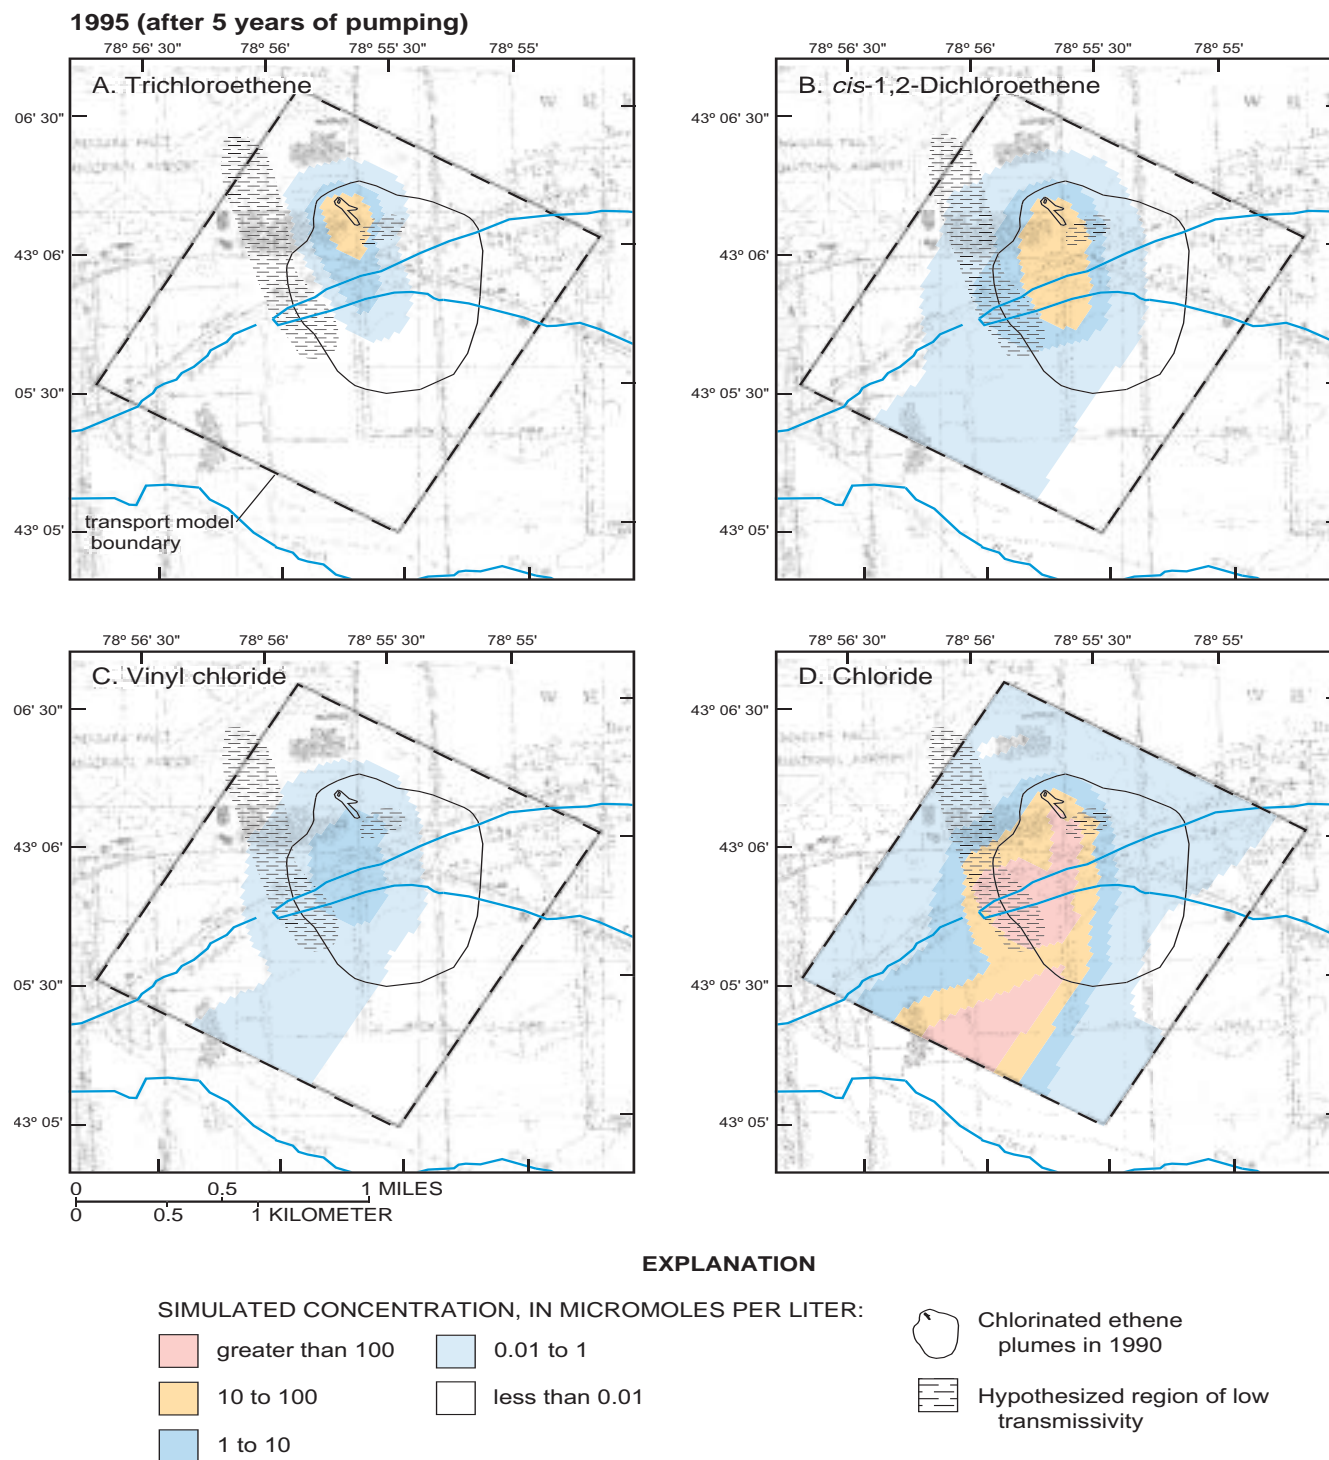 1995 (after 5 years of pumping)
78° 56' 30" 78° 56' 78° 55' 30" 78° 55'
78° 56' 30" 78° 56' 78° 55' 30" 78° 55'
A. Trichloroethene
06' 30"
43° 06'
05' 30"
43° 05'
transport model
boundary
B. cis-1,2-Dichloroethene
W
43° 06' 30"
43° 06'
43° 05' 30"
43° 05'
78° 56' 30" 78° 56' 78° 55' 30" 78° 55'
78° 56' 30" 78° 56' 78° 55' 30" 78° 55'
C. Vinyl chloride
W
06' 30"
43° 06'
05' 30"
43° 05'
D. Chloride
W
43° 06' 30"
43° 06'
43° 05' 30"
43° 05'
0 0.5 1 MILES
0 0.5 1 KILOMETER
EXPLANATION
SIMULATED CONCENTRATION, IN MICROMOLES PER LITER:
greater than 100
10 to 100
1 to 10
0.01 to 1
less than 0.01
Chlorinated ethene
plumes in 1990
Hypothesized region of low
transmissivity